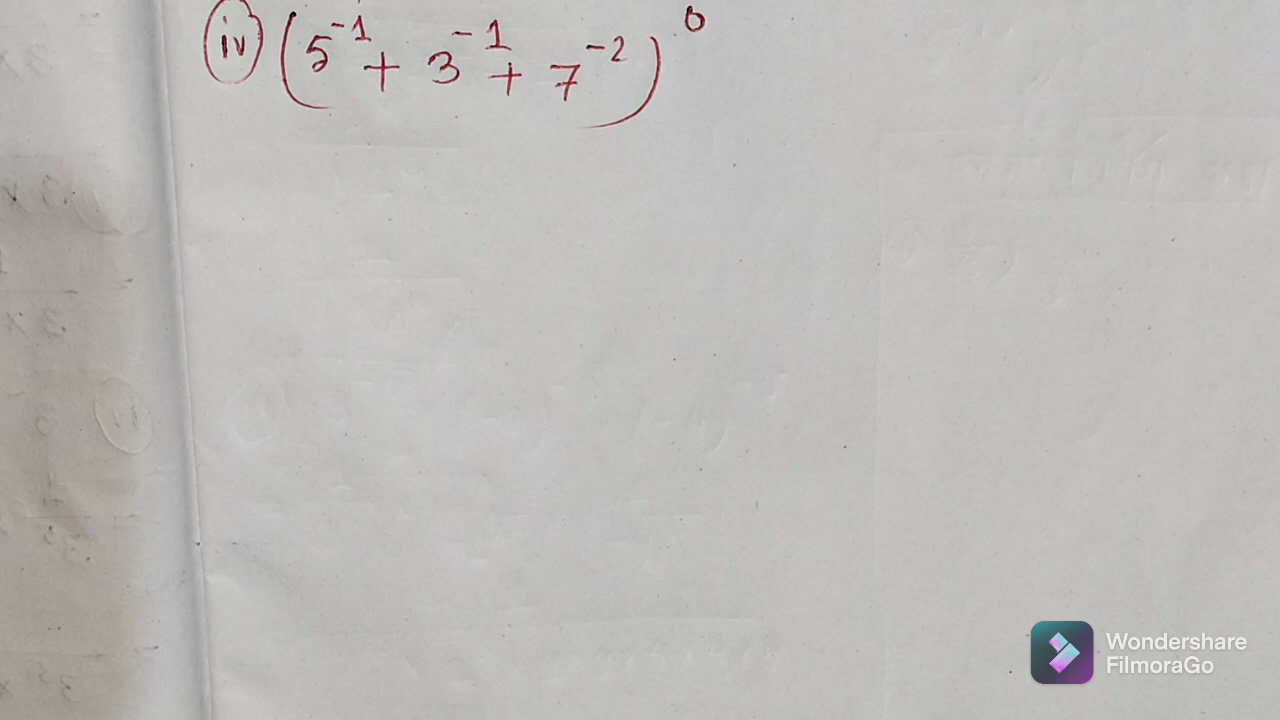 iv (5⁻¹ + 3⁻¹ + 7⁻²)⁰
Wondershare
FilmoraGo